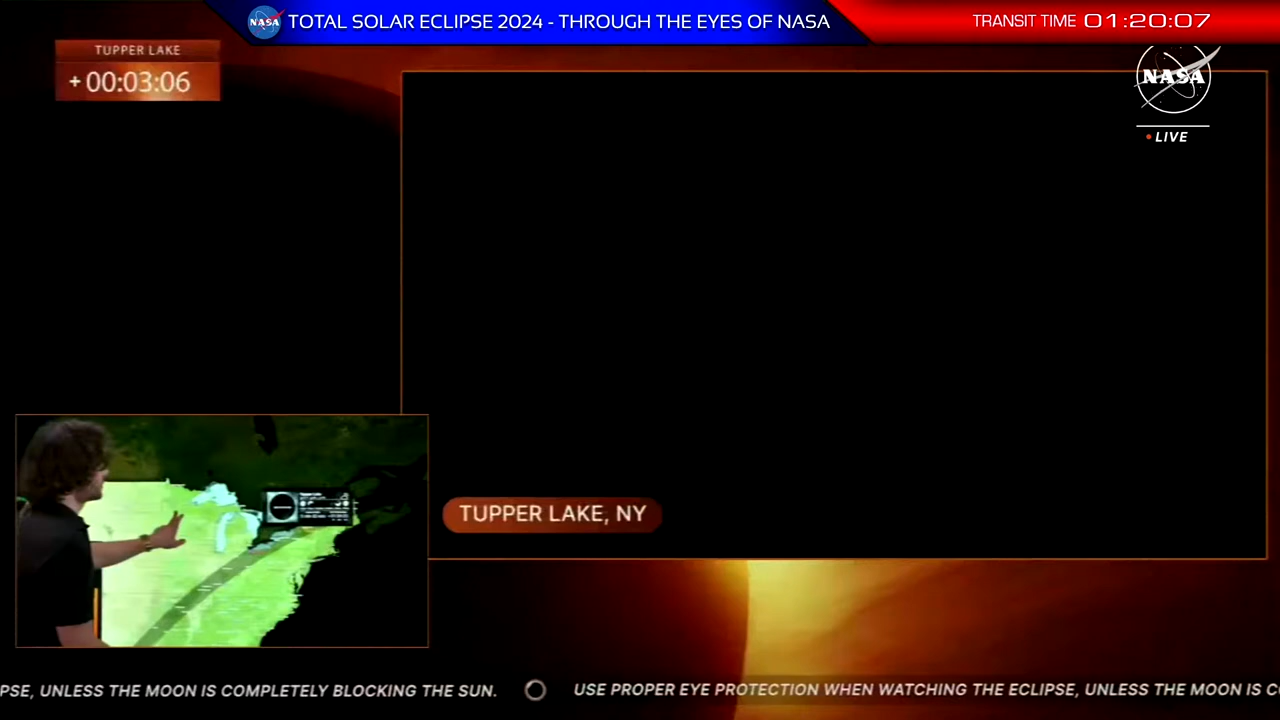 NASA TOTAL SOLAR ECLIPSE 2024 - THROUGH THE EYES OF NASA
TRANSIT TIME 01:20:07
TUPPER LAKE
+ 00:03:06
NASA
LIVE
TUPPER LAKE, NY
PSE, UNLESS THE MOON IS COMPLETELY BLOCKING THE SUN.
USE PROPER EYE PROTECTION WHEN WATCHING THE ECLIPSE, UNLESS THE MOON IS C